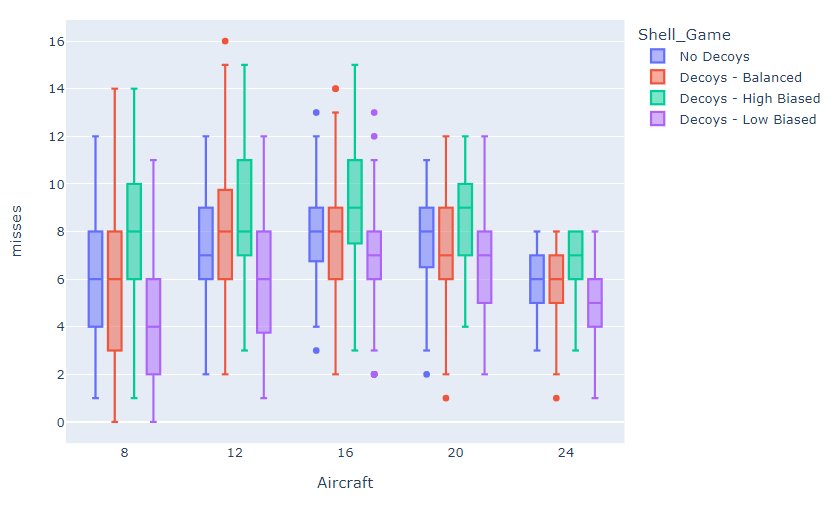 Shell_Game
No Decoys
Decoys - Balanced
Decoys - High Biased
Decoys - Low Biased
misses
16
14
12
10
8
6
4
2
0
8 12 16 20 24
Aircraft